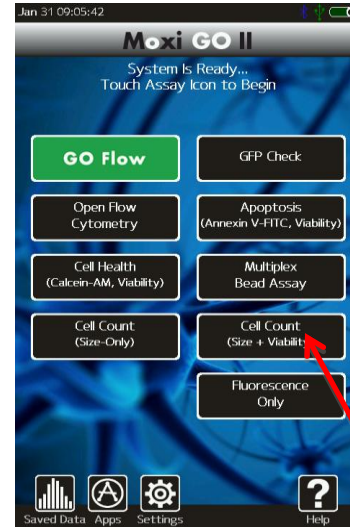 Jan 31 09:05:42
Moxi GO II
System Is Ready...
Touch Assay Icon to Begin
GO Flow
GFP Check
Open Flow
Cytometry
Apoptosis
(Annexin V-FITC, Viability)
Cell Health
(Calcein-AM, Viability)
Multiplex
Bead Assay
Cell Count
(Size-Only)
Cell Count
(Size + Viability)
Fluorescence
Only
Saved Data
Apps
Settings
Help